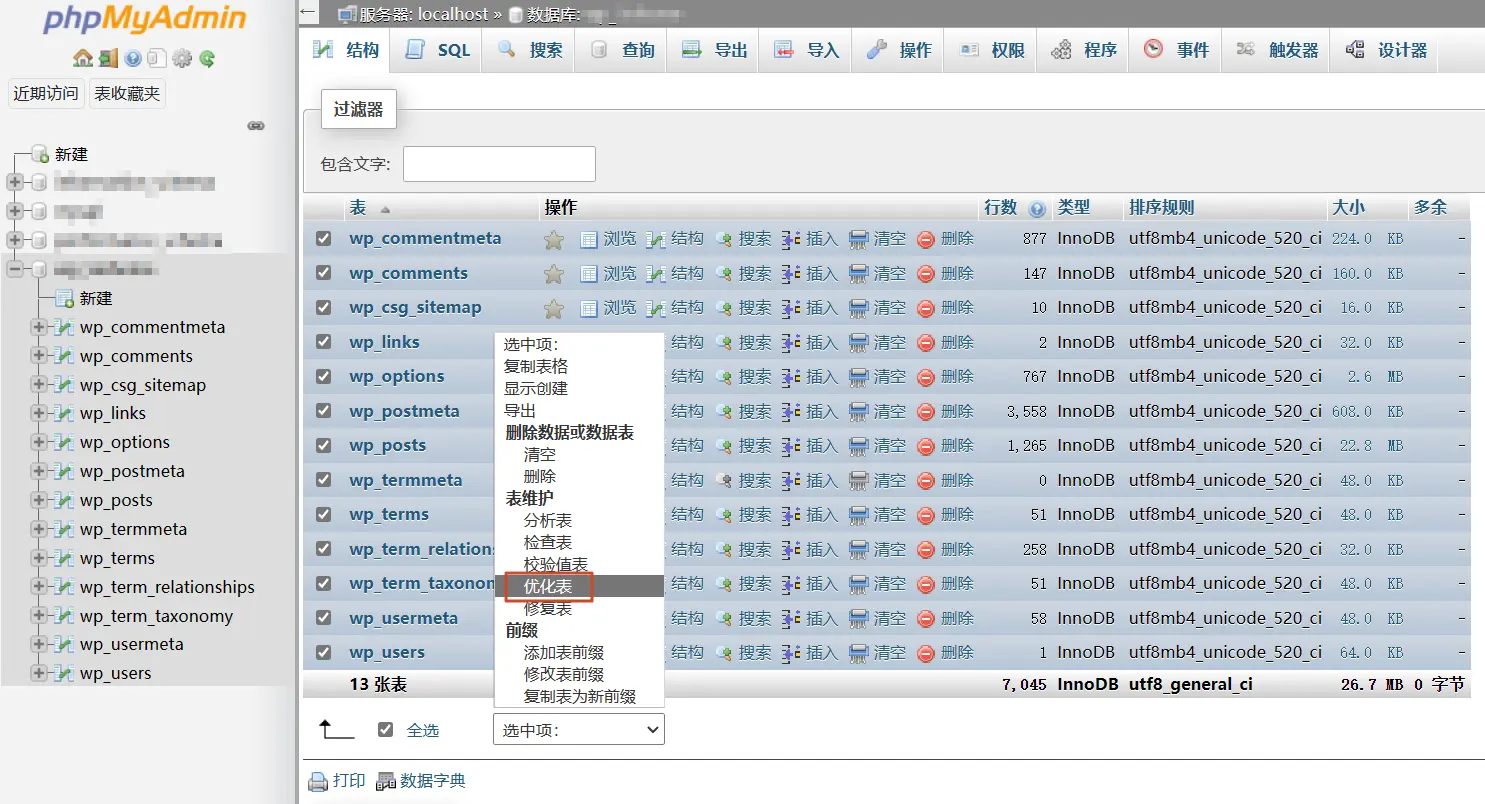 phpMyAdmin
近期访问 表收藏夹
新建
新建
wp_commentmeta
wp_comments
wp_csg_sitemap
wp_links
wp_options
wp_postmeta
wp_posts
wp_termmeta
wp_terms
wp_term_relationships
wp_term_taxonomy
wp_usermeta
wp_users
服务器: localhost » 数据库:
结构 SQL 搜索 查询 导出 导入 操作 权限 程序 事件 触发器 设计器
过滤器
包含文字:
表 操作 行数 类型 排序规则 大小 多余
wp_commentmeta 浏览 结构 搜索 插入 清空 删除 877 InnoDB utf8mb4_unicode_520_ci 224.0 KB -
wp_comments 浏览 结构 搜索 插入 清空 删除 147 InnoDB utf8mb4_unicode_520_ci 160.0 KB -
wp_csg_sitemap 浏览 结构 搜索 插入 清空 删除 10 InnoDB utf8mb4_unicode_520_ci 16.0 KB -
wp_links 结构 搜索 插入 清空 删除 2 InnoDB utf8mb4_unicode_520_ci 32.0 KB -
wp_options 结构 搜索 插入 清空 删除 767 InnoDB utf8mb4_unicode_520_ci 2.6 MB -
wp_postmeta 结构 搜索 插入 清空 删除 3,558 InnoDB utf8mb4_unicode_520_ci 608.0 KB -
wp_posts 结构 搜索 插入 清空 删除 1,265 InnoDB utf8mb4_unicode_520_ci 22.8 MB -
wp_termmeta 结构 搜索 插入 清空 删除 0 InnoDB utf8mb4_unicode_520_ci 48.0 KB -
wp_terms 结构 搜索 插入 清空 删除 51 InnoDB utf8mb4_unicode_520_ci 48.0 KB -
wp_term_relation 结构 搜索 插入 清空 删除 258 InnoDB utf8mb4_unicode_520_ci 32.0 KB -
wp_term_taxonon 结构 搜索 插入 清空 删除 51 InnoDB utf8mb4_unicode_520_ci 48.0 KB -
wp_usermeta 结构 搜索 插入 清空 删除 58 InnoDB utf8mb4_unicode_520_ci 48.0 KB -
wp_users 结构 搜索 插入 清空 删除 1 InnoDB utf8mb4_unicode_520_ci 64.0 KB -
13 张表 7,045 InnoDB utf8_general_ci 26.7 MB 0 字节
选中项:
复制表格
显示创建
导出
删除数据或数据表
清空
删除
表维护
分析表
检查表
校验值表
优化表
修复表
前缀
添加表前缀
修改表前缀
复制表为新前缀
全选 选中项:
打印 数据字典